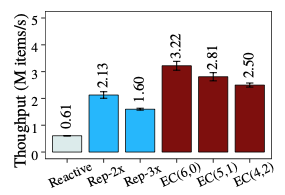 Thoughput (M items/s)
5
4
3
2
1
0
0.61
2.13
1.60
3.22
2.81
2.50
Reactive
Rep-2x
Rep-3x
EC(6,0)
EC(5,1)
EC(4,2)